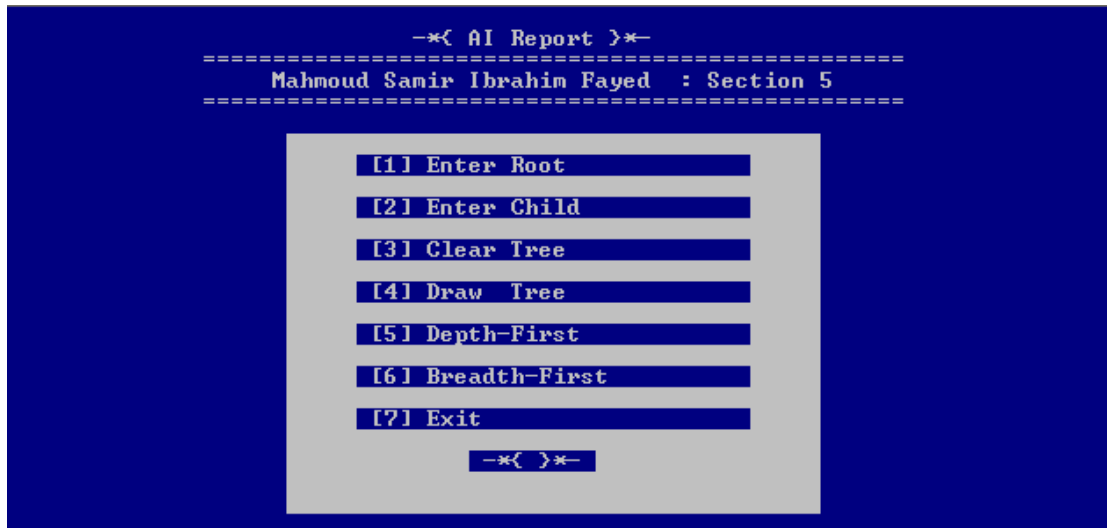 -*{ AI Report }*-
==================================================
Mahmoud Samir Ibrahim Fayed  : Section 5
==================================================
[1] Enter Root
[2] Enter Child
[3] Clear Tree
[4] Draw  Tree
[5] Depth-First
[6] Breadth-First
[7] Exit
-*{ }*-